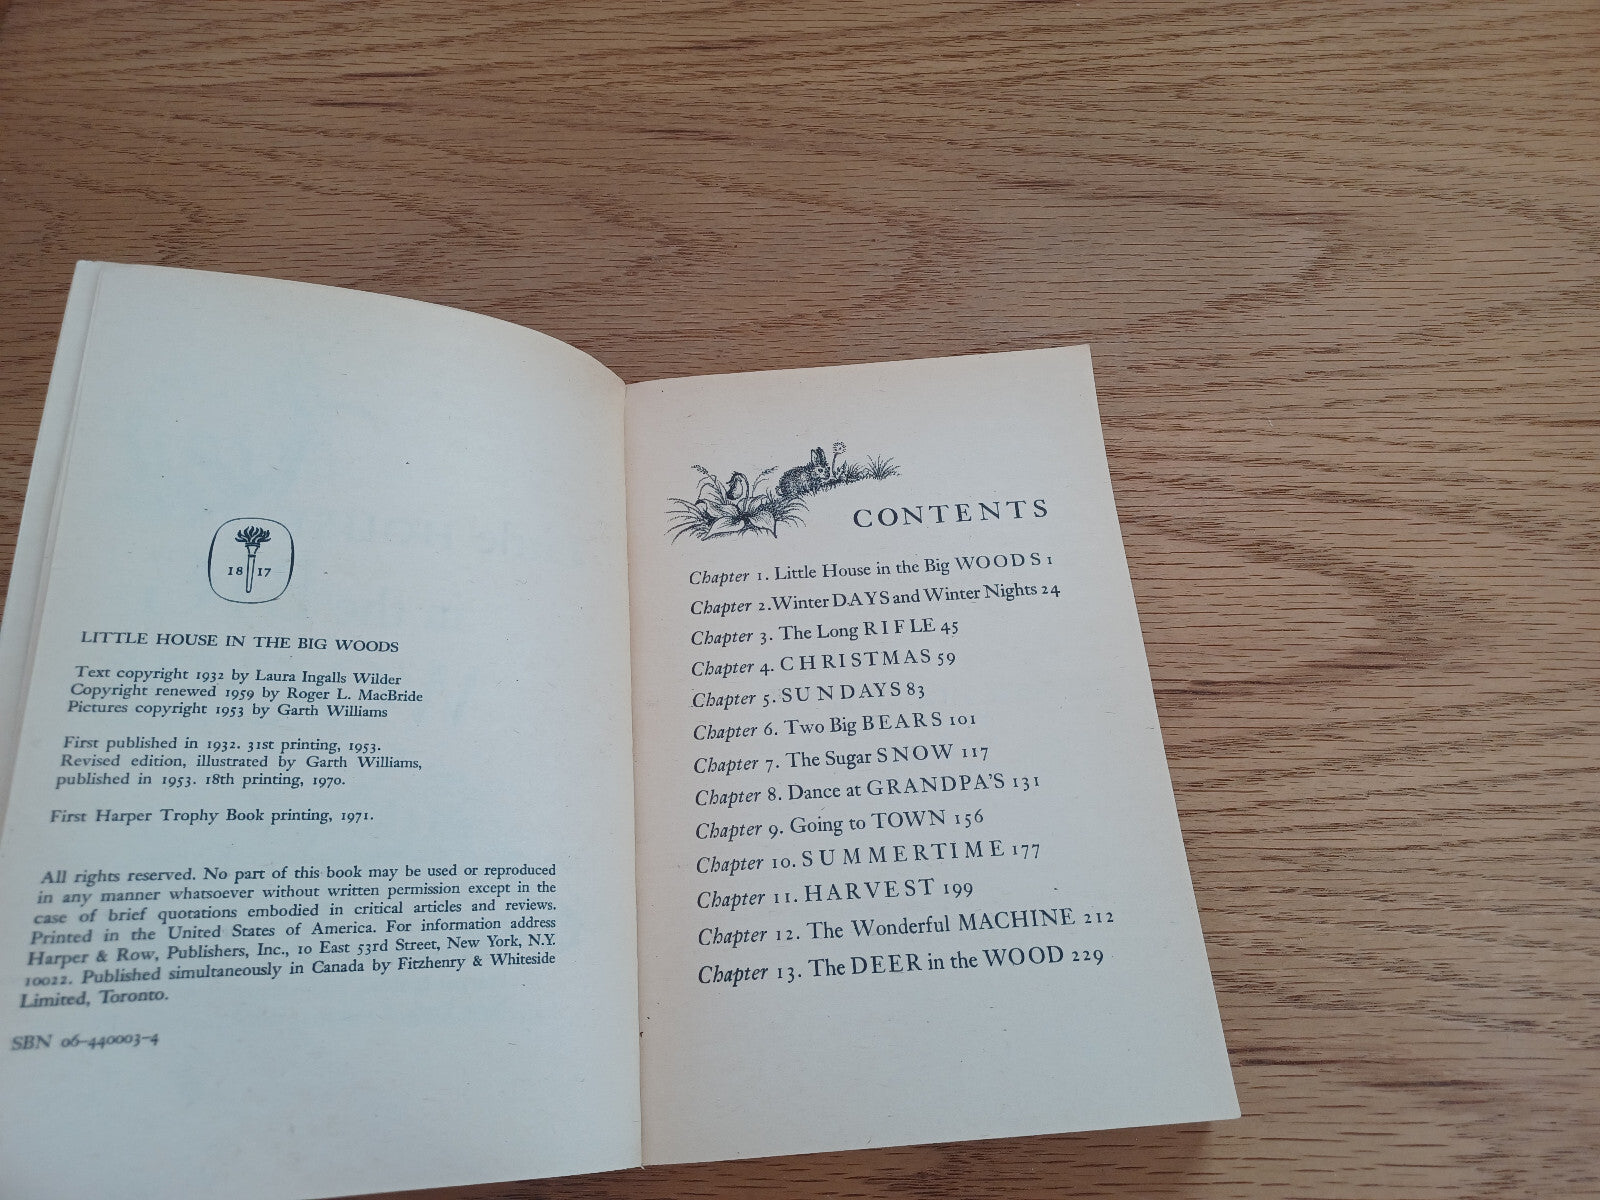 18 17
LITTLE HOUSE IN THE BIG WOODS
Text copyright 1932 by Laura Ingalls Wilder
Copyright renewed 1959 by Roger L. MacBride
Pictures copyright 1953 by Garth Williams
First published in 1932. 31st printing, 1953.
Revised edition, illustrated by Garth Williams,
published in 1953. 18th printing, 1970.
First Harper Trophy Book printing, 1971.
All rights reserved. No part of this book may be used or reproduced
in any manner whatsoever without written permission except in the
case of brief quotations embodied in critical articles and reviews.
Printed in the United States of America. For information address
Harper & Row, Publishers, Inc., 10 East 53rd Street, New York, N.Y.
10022. Published simultaneously in Canada by Fitzhenry & Whiteside
Limited, Toronto.
SBN 06-440003-4
CONTENTS
Chapter 1. Little House in the Big WOODS 1
Chapter 2. Winter DAYS and Winter Nights 24
Chapter 3. The Long RIFLE 45
Chapter 4. CHRISTMAS 59
Chapter 5. SUNDAYS 83
Chapter 6. Two Big BEARS 101
Chapter 7. The Sugar SNOW 117
Chapter 8. Dance at GRANDPA'S 131
Chapter 9. Going to TOWN 156
Chapter 10. SUMMERTIME 177
Chapter 11. HARVEST 199
Chapter 12. The Wonderful MACHINE 212
Chapter 13. The DEER in the WOOD 229